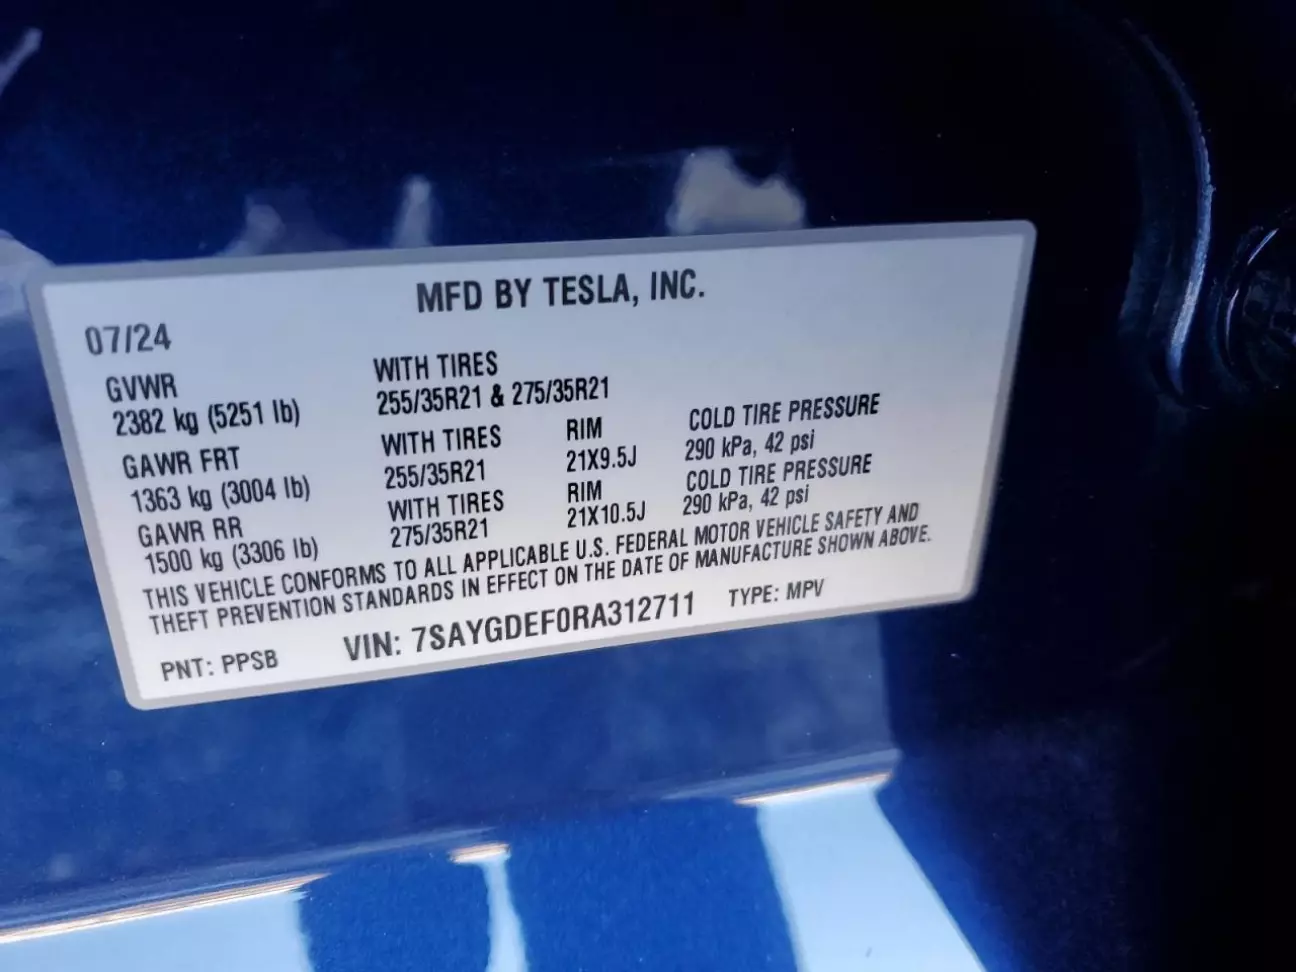 MFD BY TESLA, INC.
07/24
GVWR
2382 kg (5251 lb)
WITH TIRES
255/35R21 & 275/35R21
GAWR FRT
1363 kg (3004 lb)
WITH TIRES
255/35R21
RIM
21X9.5J
COLD TIRE PRESSURE
290 kPa, 42 psi
GAWR RR
1500 kg (3306 lb)
WITH TIRES
275/35R21
RIM
21X10.5J
COLD TIRE PRESSURE
290 kPa, 42 psi
THIS VEHICLE CONFORMS TO ALL APPLICABLE U.S. FEDERAL MOTOR VEHICLE SAFETY AND
THEFT PREVENTION STANDARDS IN EFFECT ON THE DATE OF MANUFACTURE SHOWN ABOVE.
PNT: PPSB
VIN: 7SAYGDEF0RA312711
TYPE: MPV